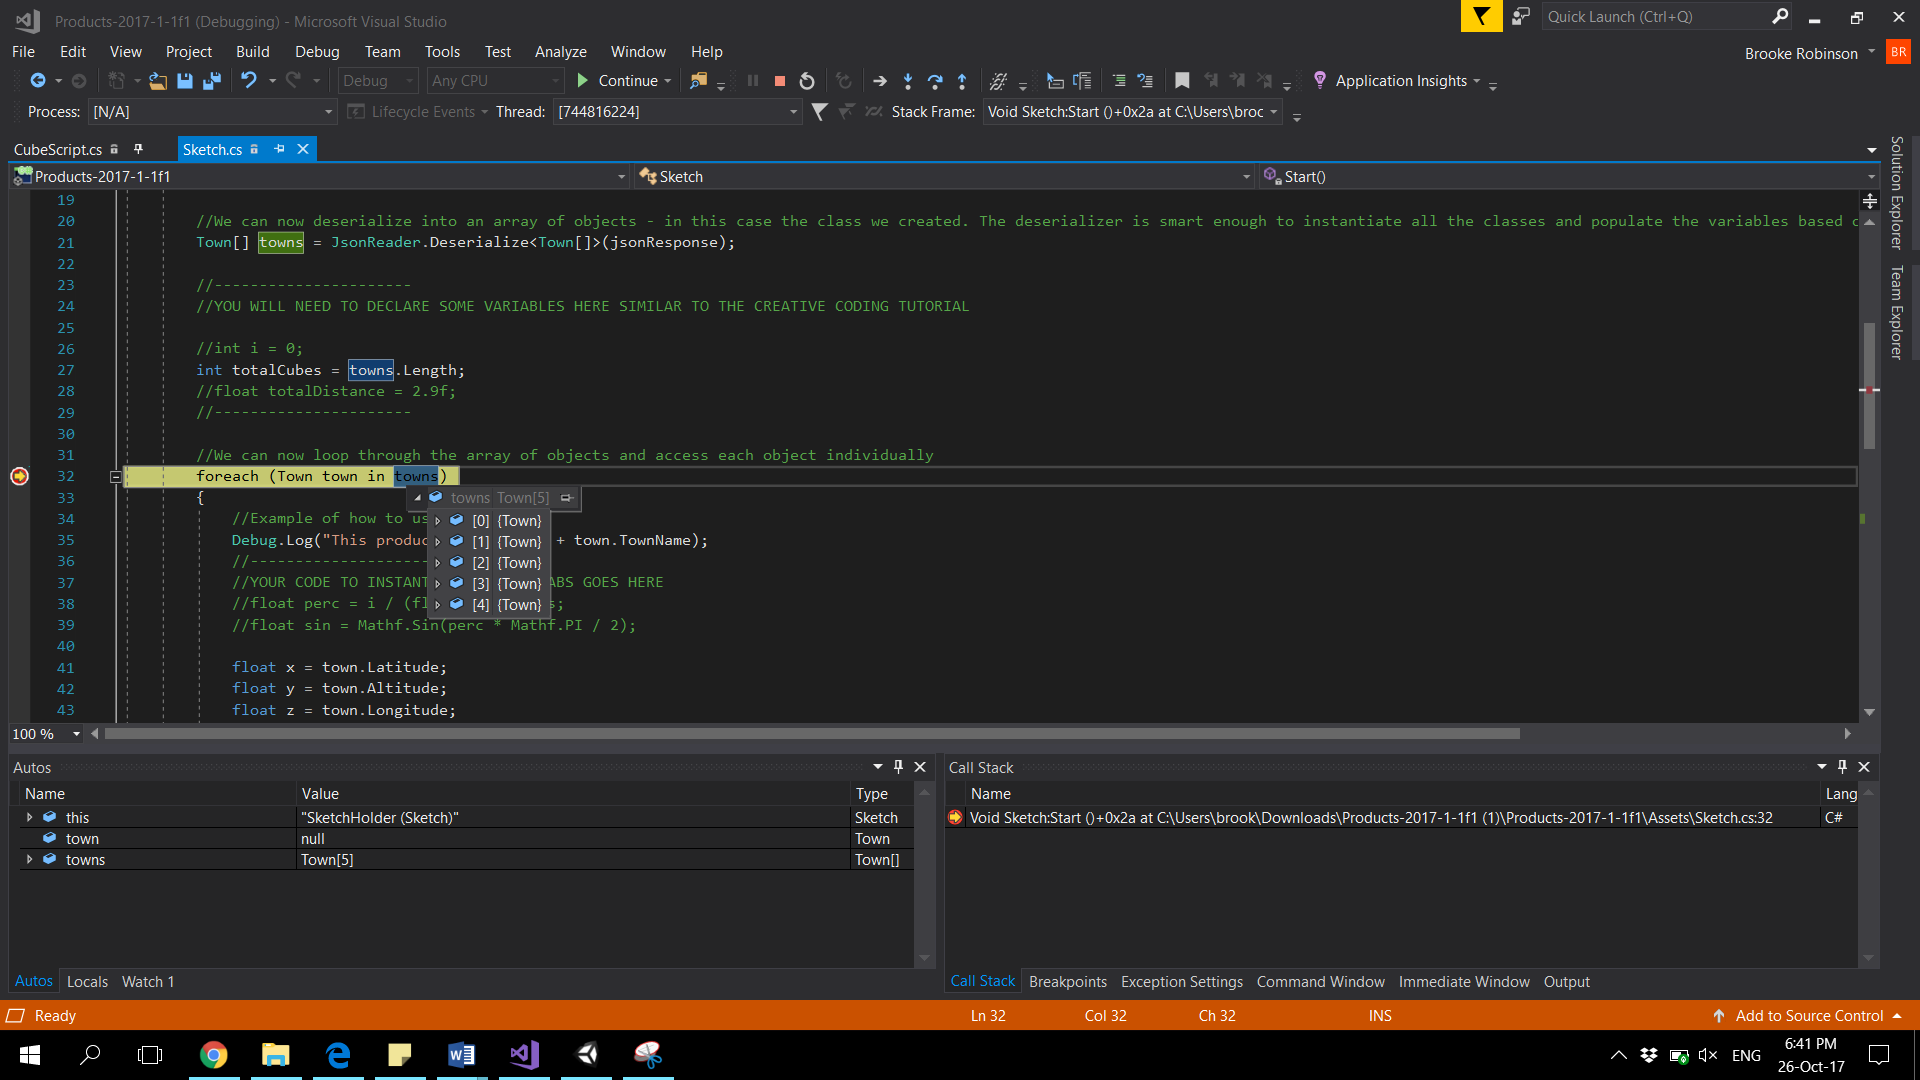 Products-2017-1-1f1 (Debugging) - Microsoft Visual Studio
Quick Launch (Ctrl+Q)
File Edit View Project Build Debug Team Tools Test Analyze Window Help
Brooke Robinson BR
Debug Any CPU Continue Application Insights
Process: [N/A] Lifecycle Events Thread: [744816224] Stack Frame: Void Sketch:Start ()+0x2a at C:\Users\broc
CubeScript.cs Sketch.cs
Products-2017-1-1f1 Sketch Start()
19
20 //We can now deserialize into an array of objects - in this case the class we created. The deserializer is smart enough to instantiate all the classes and populate the variables based
21 Town[] towns = JsonReader.Deserialize<Town[]>(jsonResponse);
22
23 //----------------------
24 //YOU WILL NEED TO DECLARE SOME VARIABLES HERE SIMILAR TO THE CREATIVE CODING TUTORIAL
25
26 //int i = 0;
27 int totalCubes = towns.Length;
28 //float totalDistance = 2.9f;
29 //----------------------
30
31 //We can now loop through the array of objects and access each object individually
32 foreach (Town town in towns)
33 {
towns Town[5]
34 //Example of how to us
[0] {Town}
35 Debug.Log("This produc
[1] {Town}
+ town.TownName);
36 //--------------------
[2] {Town}
37 //YOUR CODE TO INSTANT
[3] {Town}
ABS GOES HERE
38 //float perc = i / (fl
[4] {Town}
;
39 //float sin = Mathf.Sin(perc * Mathf.PI / 2);
40
41 float x = town.Latitude;
42 float y = town.Altitude;
43 float z = town.Longitude;
100 %
Solution Explorer
Team Explorer
Autos
Name Value Type
this "SketchHolder (Sketch)" Sketch
town null Town
towns Town[5] Town[]
Autos Locals Watch 1
Call Stack
Name Lang
Void Sketch:Start ()+0x2a at C:\Users\brook\Downloads\Products-2017-1-1f1 (1)\Products-2017-1-1f1\Assets\Sketch.cs:32 C#
Call Stack Breakpoints Exception Settings Command Window Immediate Window Output
Ready Ln 32 Col 32 Ch 32 INS Add to Source Control
ENG 6:41 PM
26-Oct-17